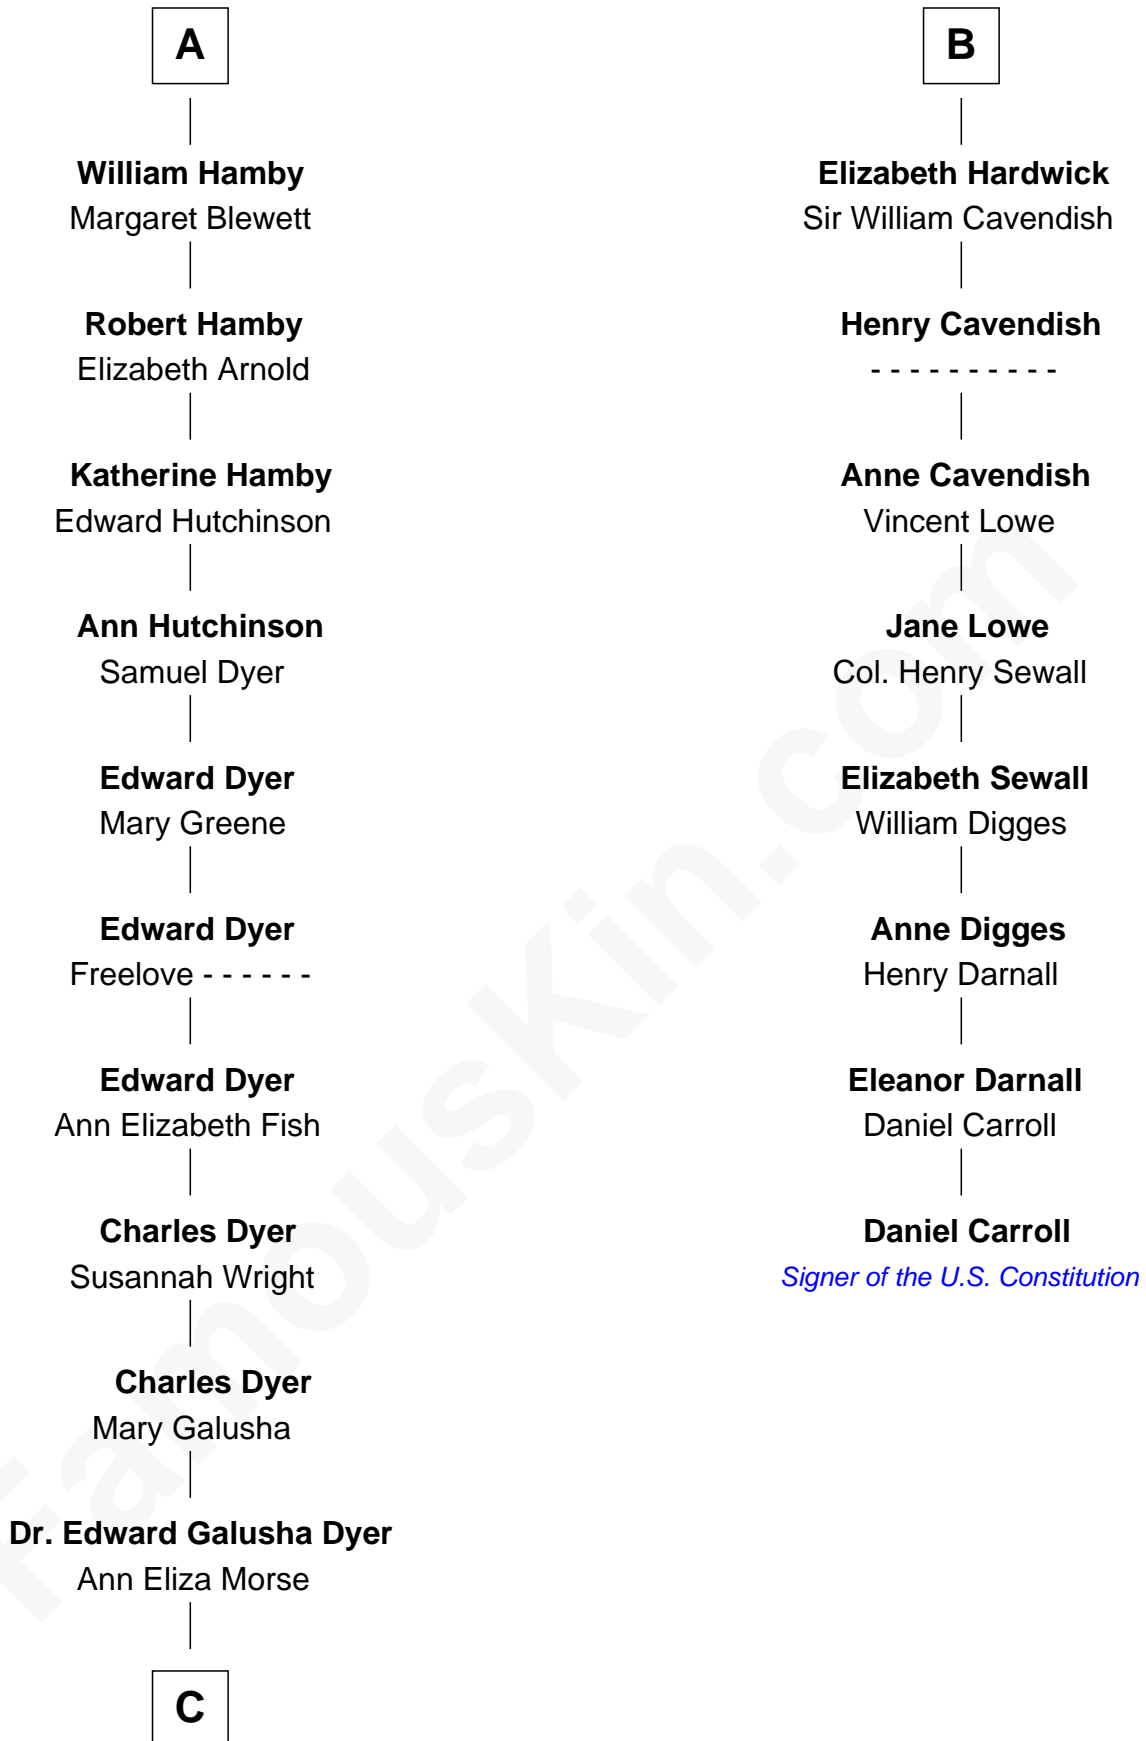 A
William Hamby
Margaret Blewett
Robert Hamby
Elizabeth Arnold
Katherine Hamby
Edward Hutchinson
Ann Hutchinson
Samuel Dyer
Edward Dyer
Mary Greene
Edward Dyer
Freelove - - - - - -
Edward Dyer
Ann Elizabeth Fish
Charles Dyer
Susannah Wright
Charles Dyer
Mary Galusha
Dr. Edward Galusha Dyer
Ann Eliza Morse
C
B
Elizabeth Hardwick
Sir William Cavendish
Henry Cavendish
- - - - - - - - - -
Anne Cavendish
Vincent Lowe
Jane Lowe
Col. Henry Sewall
Elizabeth Sewall
William Digges
Anne Digges
Henry Darnall
Eleanor Darnall
Daniel Carroll
Daniel Carroll
Signer of the U.S. Constitution
FamousKin.com